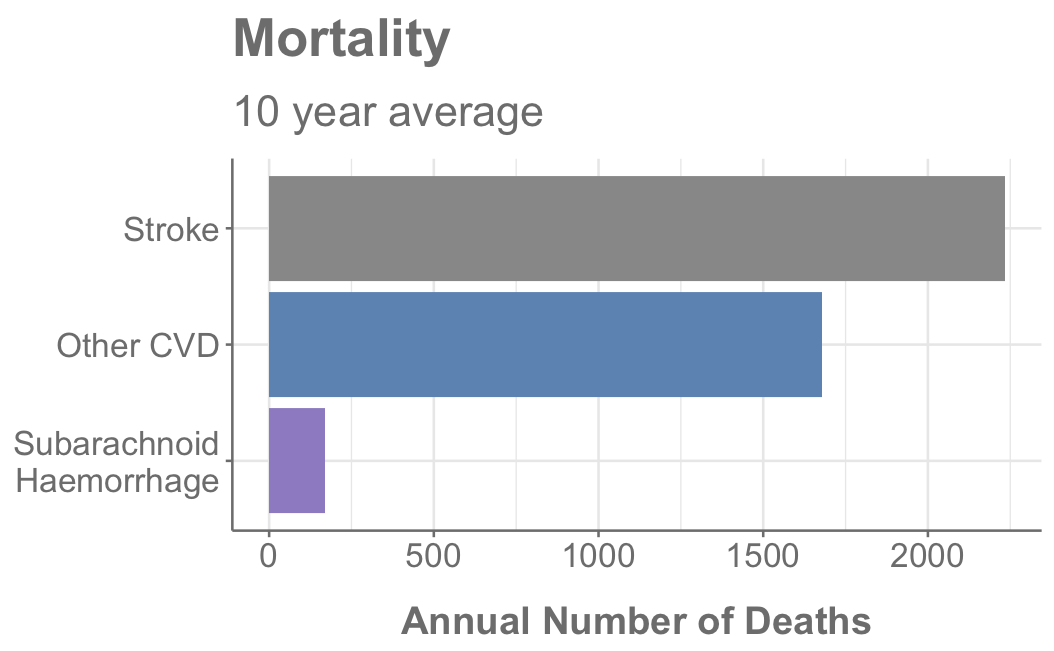 Mortality
10 year average
Stroke
Other CVD
Subarachnoid
Haemorrhage
0 500 1000 1500 2000
Annual Number of Deaths